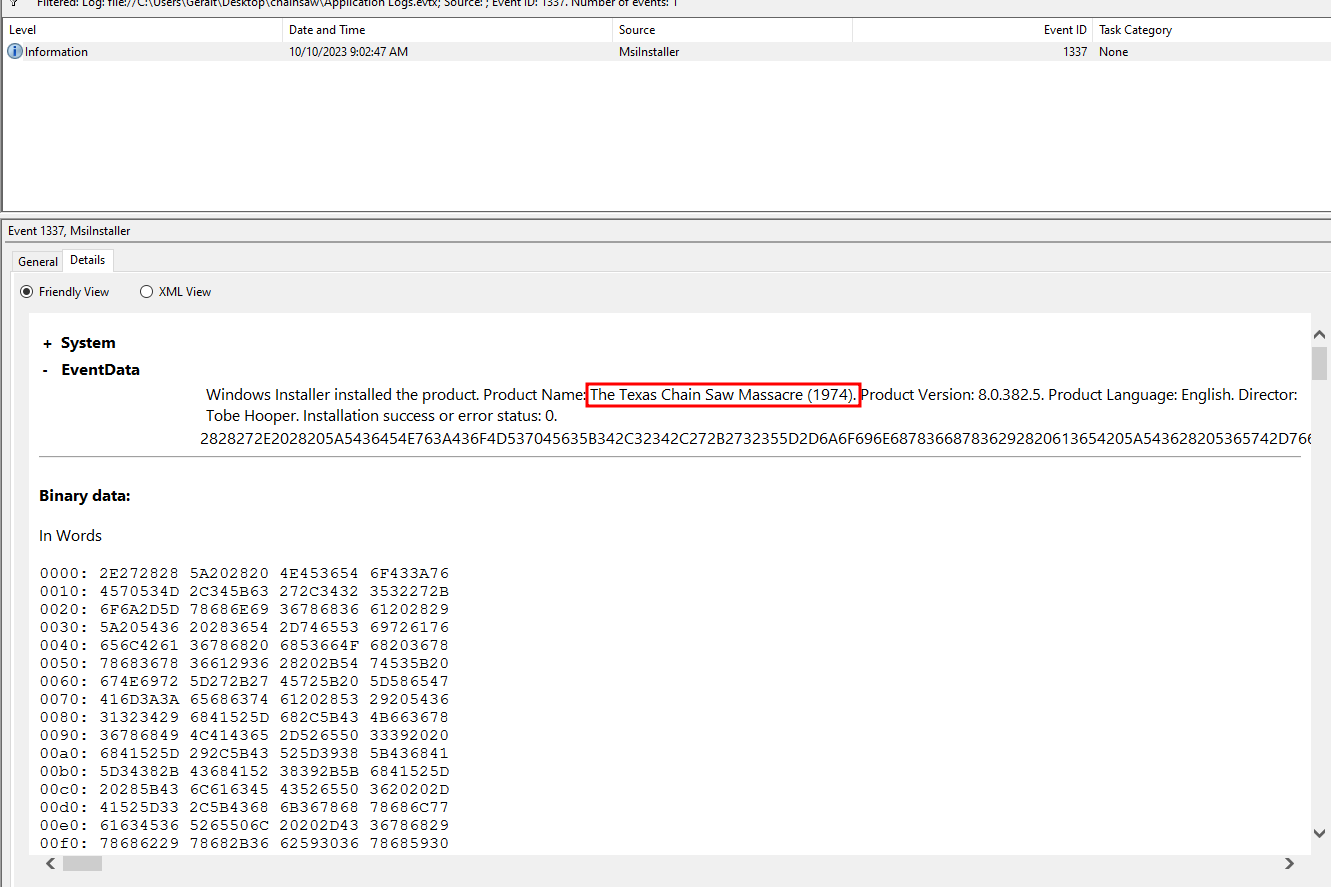 Filtered: Log: file://C:\Users\Geralt\Desktop\chainsaw\Application Logs.evtx; Source: ; Event ID: 1337. Number of events: 1
Level Date and Time Source Event ID Task Category
Information 10/10/2023 9:02:47 AM MsiInstaller 1337 None
Event 1337, MsiInstaller
General Details
Friendly View XML View
+ System
- EventData
Windows Installer installed the product. Product Name: The Texas Chain Saw Massacre (1974). Product Version: 8.0.382.5. Product Language: English. Director:
Tobe Hooper. Installation success or error status: 0.
2828272E2028205A5436454E763A436F4D537045635B342C32342C272B2732355D2D6A6F696E6878366878363292820613654205A543628205365742D766
Binary data:
In Words
0000: 2E272828 5A202820 4E453654 6F433A76
0010: 4570534D 2C345B63 272C3432 3532272B
0020: 6F6A2D5D 78686E69 36786836 61202829
0030: 5A205436 20283654 2D746553 69726176
0040: 656C4261 36786820 6853664F 68203678
0050: 78683678 36612936 28202B54 74535B20
0060: 674E6972 5D272B27 45725B20 5D586547
0070: 416D3A3A 65686374 61202853 29205436
0080: 31323429 6841525D 682C5B43 4B663678
0090: 36786849 4C414365 2D526550 33392020
00a0: 6841525D 292C5B43 525D3938 5B436841
00b0: 5D34382B 43684152 38392B5B 6841525D
00c0: 20285B43 6C616345 43526550 3620202D
00d0: 41525D33 2C5B4368 6B367868 78686C77
00e0: 61634536 5265506C 20202D43 36786829
00f0: 78686229 78682B36 62593036 78685930